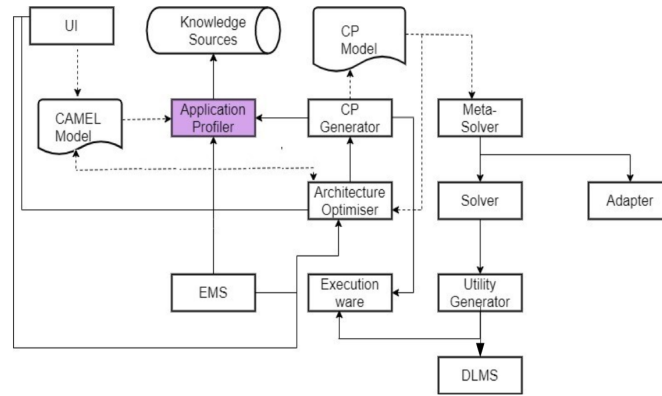 UI
Knowledge
Sources
CP
Model
CAMEL
Model
Application
Profiler
CP
Generator
Meta-
Solver
Architecture
Optimiser
Solver
Adapter
EMS
Execution
ware
Utility
Generator
DLMS